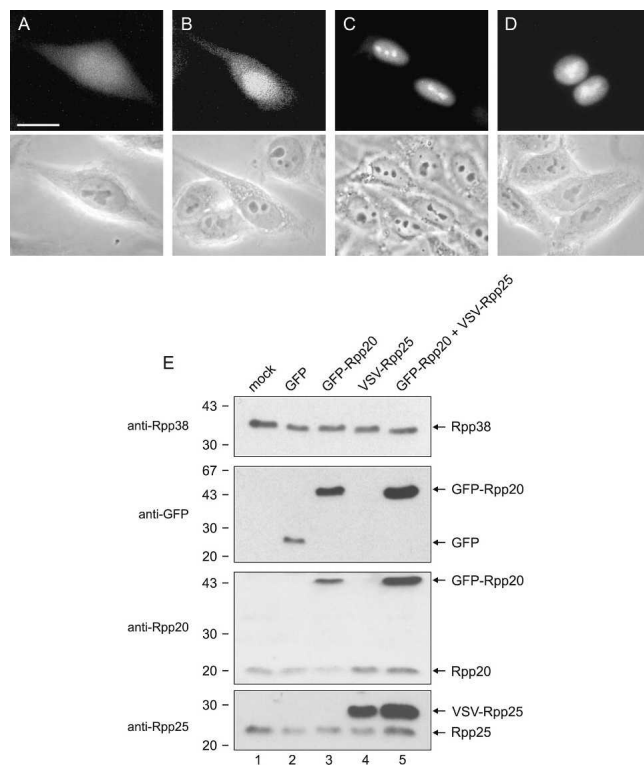 A
B
C
D
E
mock
GFP
GFP-Rpp20
VSV-Rpp25
GFP-Rpp20 + VSV-Rpp25
43
anti-Rpp38
Rpp38
30
67
43
GFP-Rpp20
anti-GFP
30
GFP
20
43
GFP-Rpp20
30
anti-Rpp20
20
Rpp20
30
VSV-Rpp25
anti-Rpp25
Rpp25
20
1 2 3 4 5